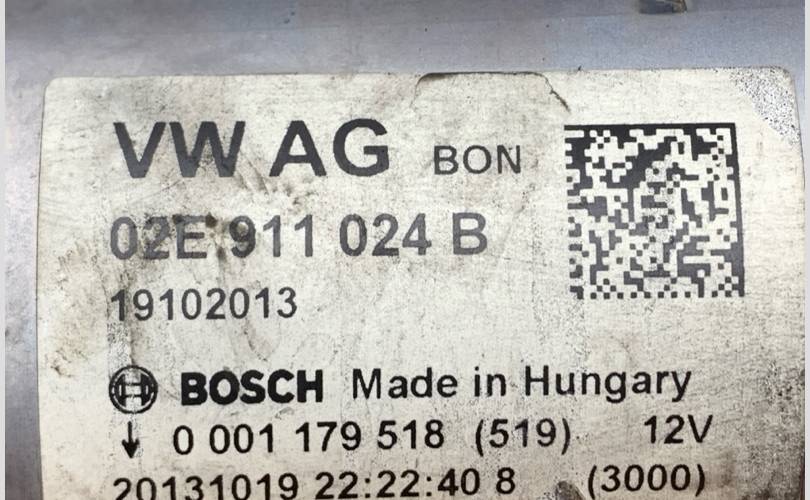 VW AG BON
02E 911 024 B
19102013
BOSCH Made in Hungary
0 001 179 518 (519) 12V
20131019 22:22:40 8 (3000)